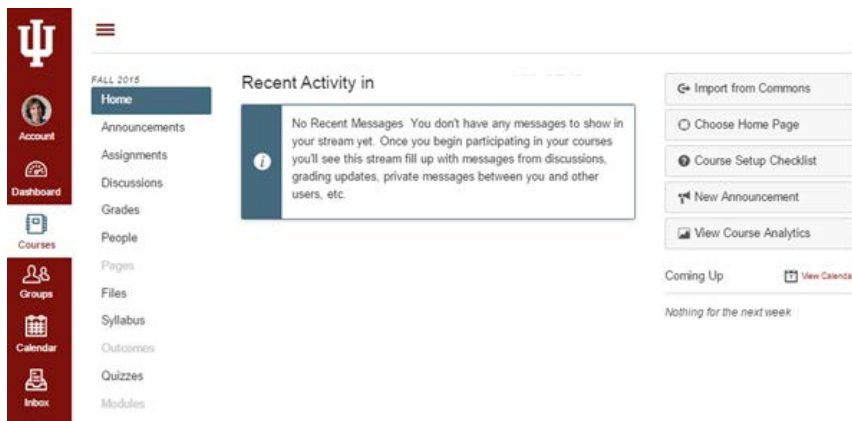 Account
Dashboard
Courses
Groups
Calendar
Inbox
FALL 2015
Home
Announcements
Assignments
Discussions
Grades
People
Pages
Files
Syllabus
Outcomes
Quizzes
Modules
Recent Activity in
No Recent Messages You don't have any messages to show in
your stream yet. Once you begin participating in your courses
you'll see this stream fill up with messages from discussions,
grading updates, private messages between you and other
users, etc.
Import from Commons
Choose Home Page
Course Setup Checklist
New Announcement
View Course Analytics
Coming Up View Calenda
Nothing for the next week